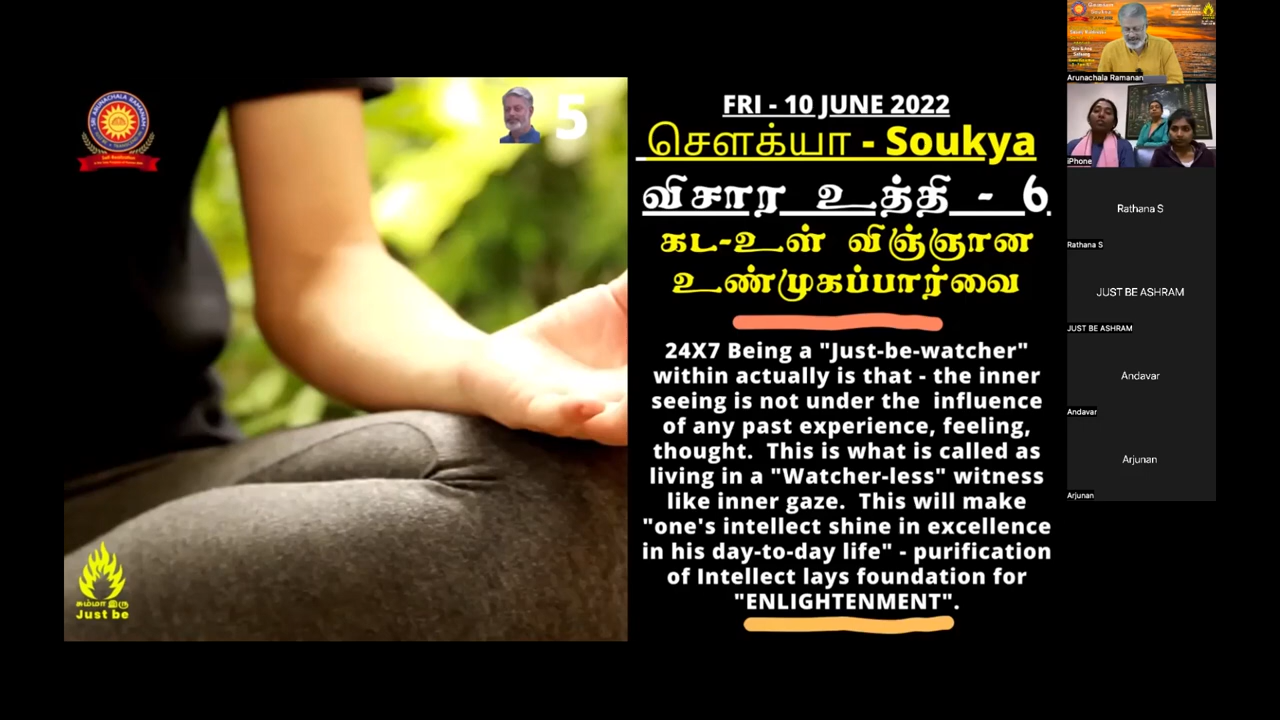 5
FRI - 10 JUNE 2022
சௌக்யா - Soukya
விசார உத்தி - 6
கட-உள் விஞ்ஞான
உண்முகப்பார்வை
24X7 Being a "Just-be-watcher"
within actually is that - the inner
seeing is not under the influence
of any past experience, feeling,
thought. This is what is called as
living in a "Watcher-less" witness
like inner gaze. This will make
"one's intellect shine in excellence
in his day-to-day life" - purification
of Intellect lays foundation for
"ENLIGHTENMENT".
சும்மா இரு
Just be
Arunachala Ramanan
iPhone
Rathana S
Rathana S
JUST BE ASHRAM
JUST BE ASHRAM
Andavar
Andavar
Arjunan
Arjunan